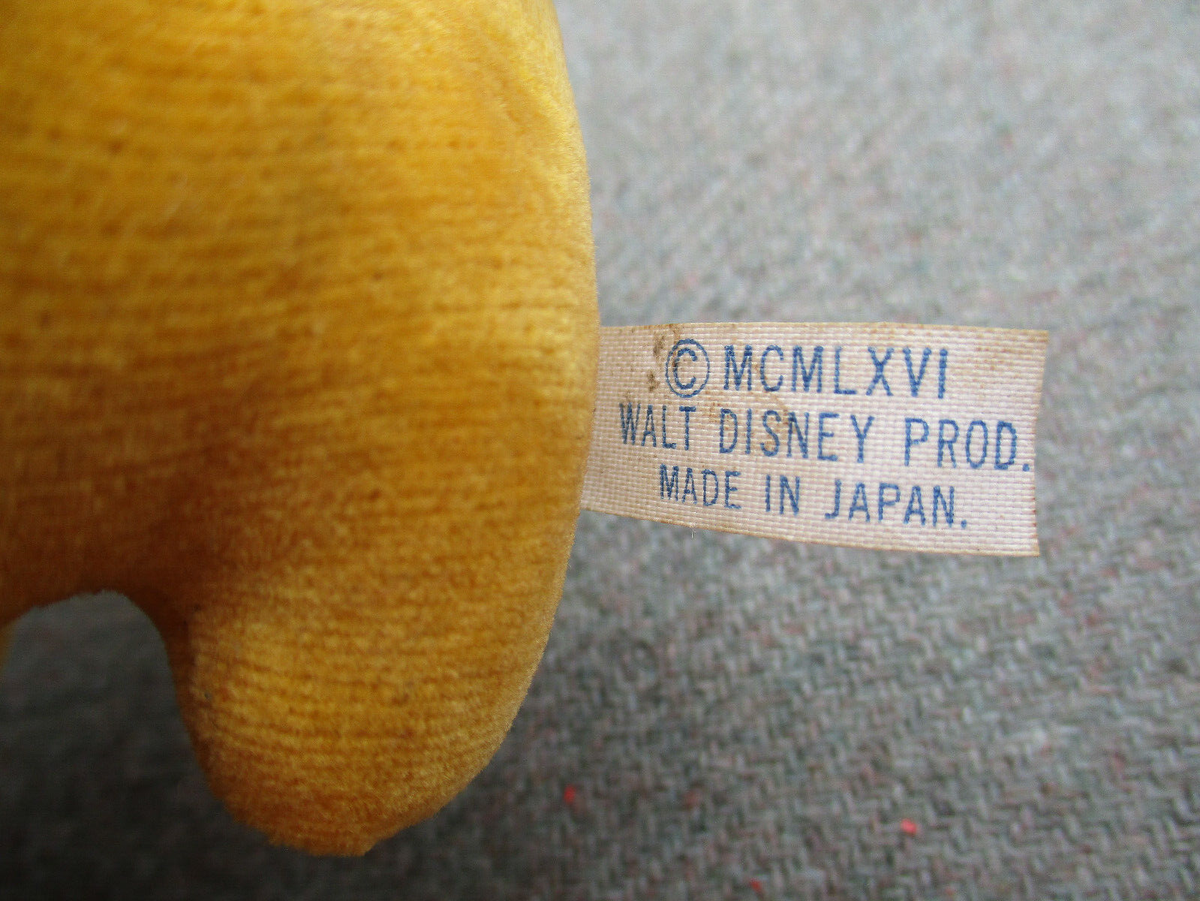 © MCMLXVI
WALT DISNEY PROD.
MADE IN JAPAN.